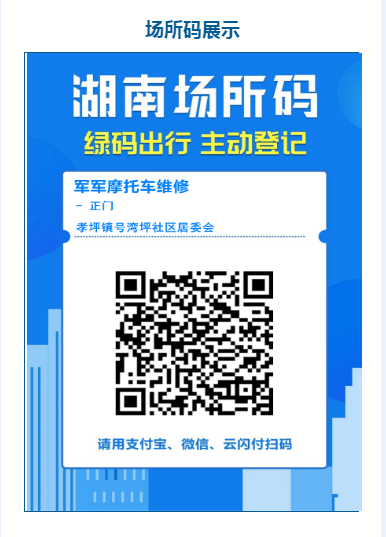 场所码展示
湖南场所码
绿码出行 主动登记
军军摩托车维修
- 正门
孝坪镇号湾坪社区居委会
请用支付宝、微信、云闪付扫码